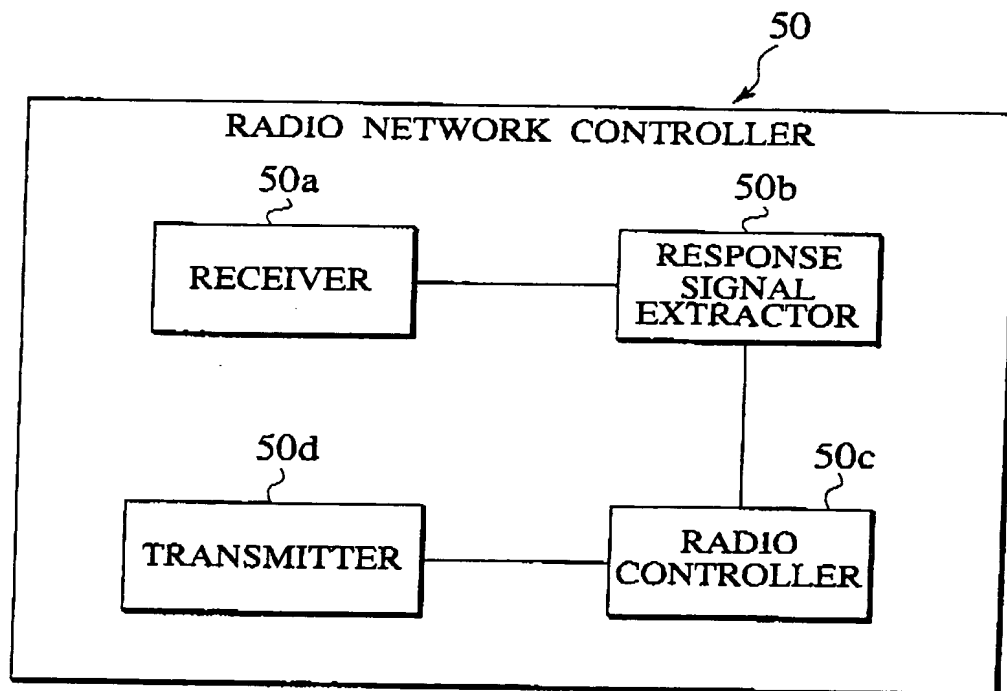 50
RADIO NETWORK CONTROLLER
50a
50b
RECEIVER
RESPONSE
SIGNAL
EXTRACTOR
50d
50c
TRANSMITTER
RADIO
CONTROLLER